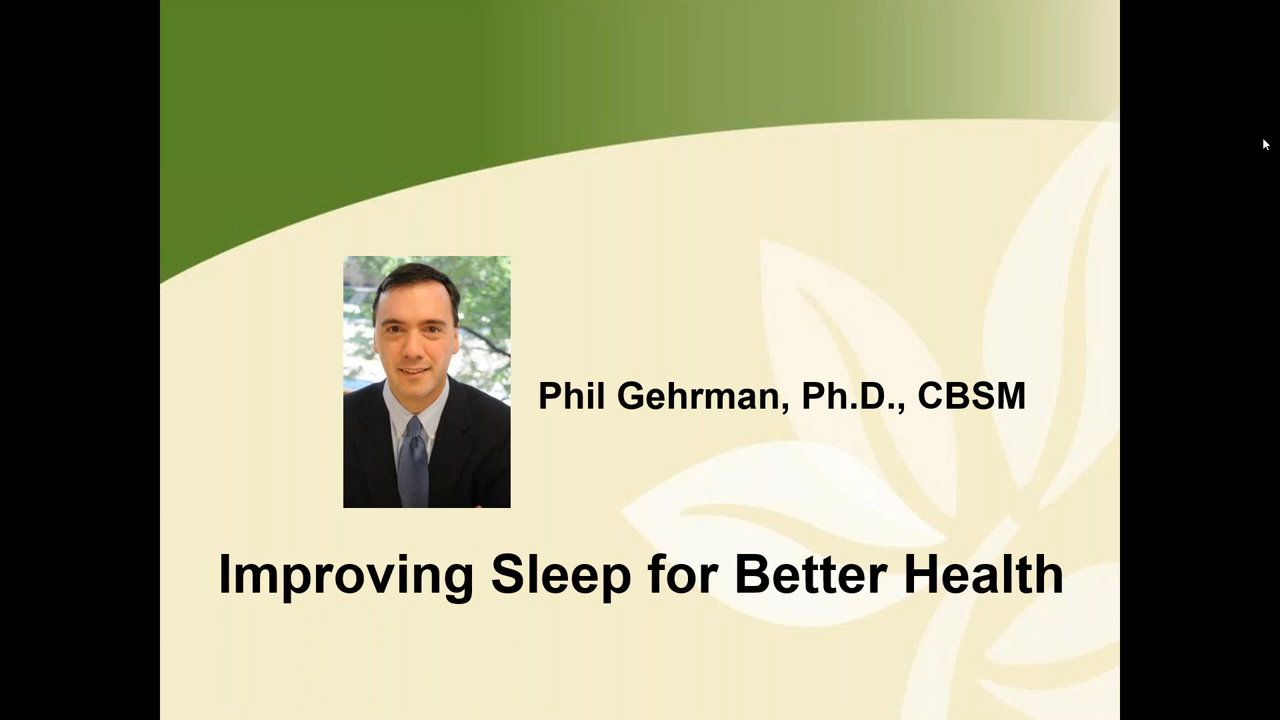 Phil Gehrman, Ph.D., CBSM
Improving Sleep for Better Health